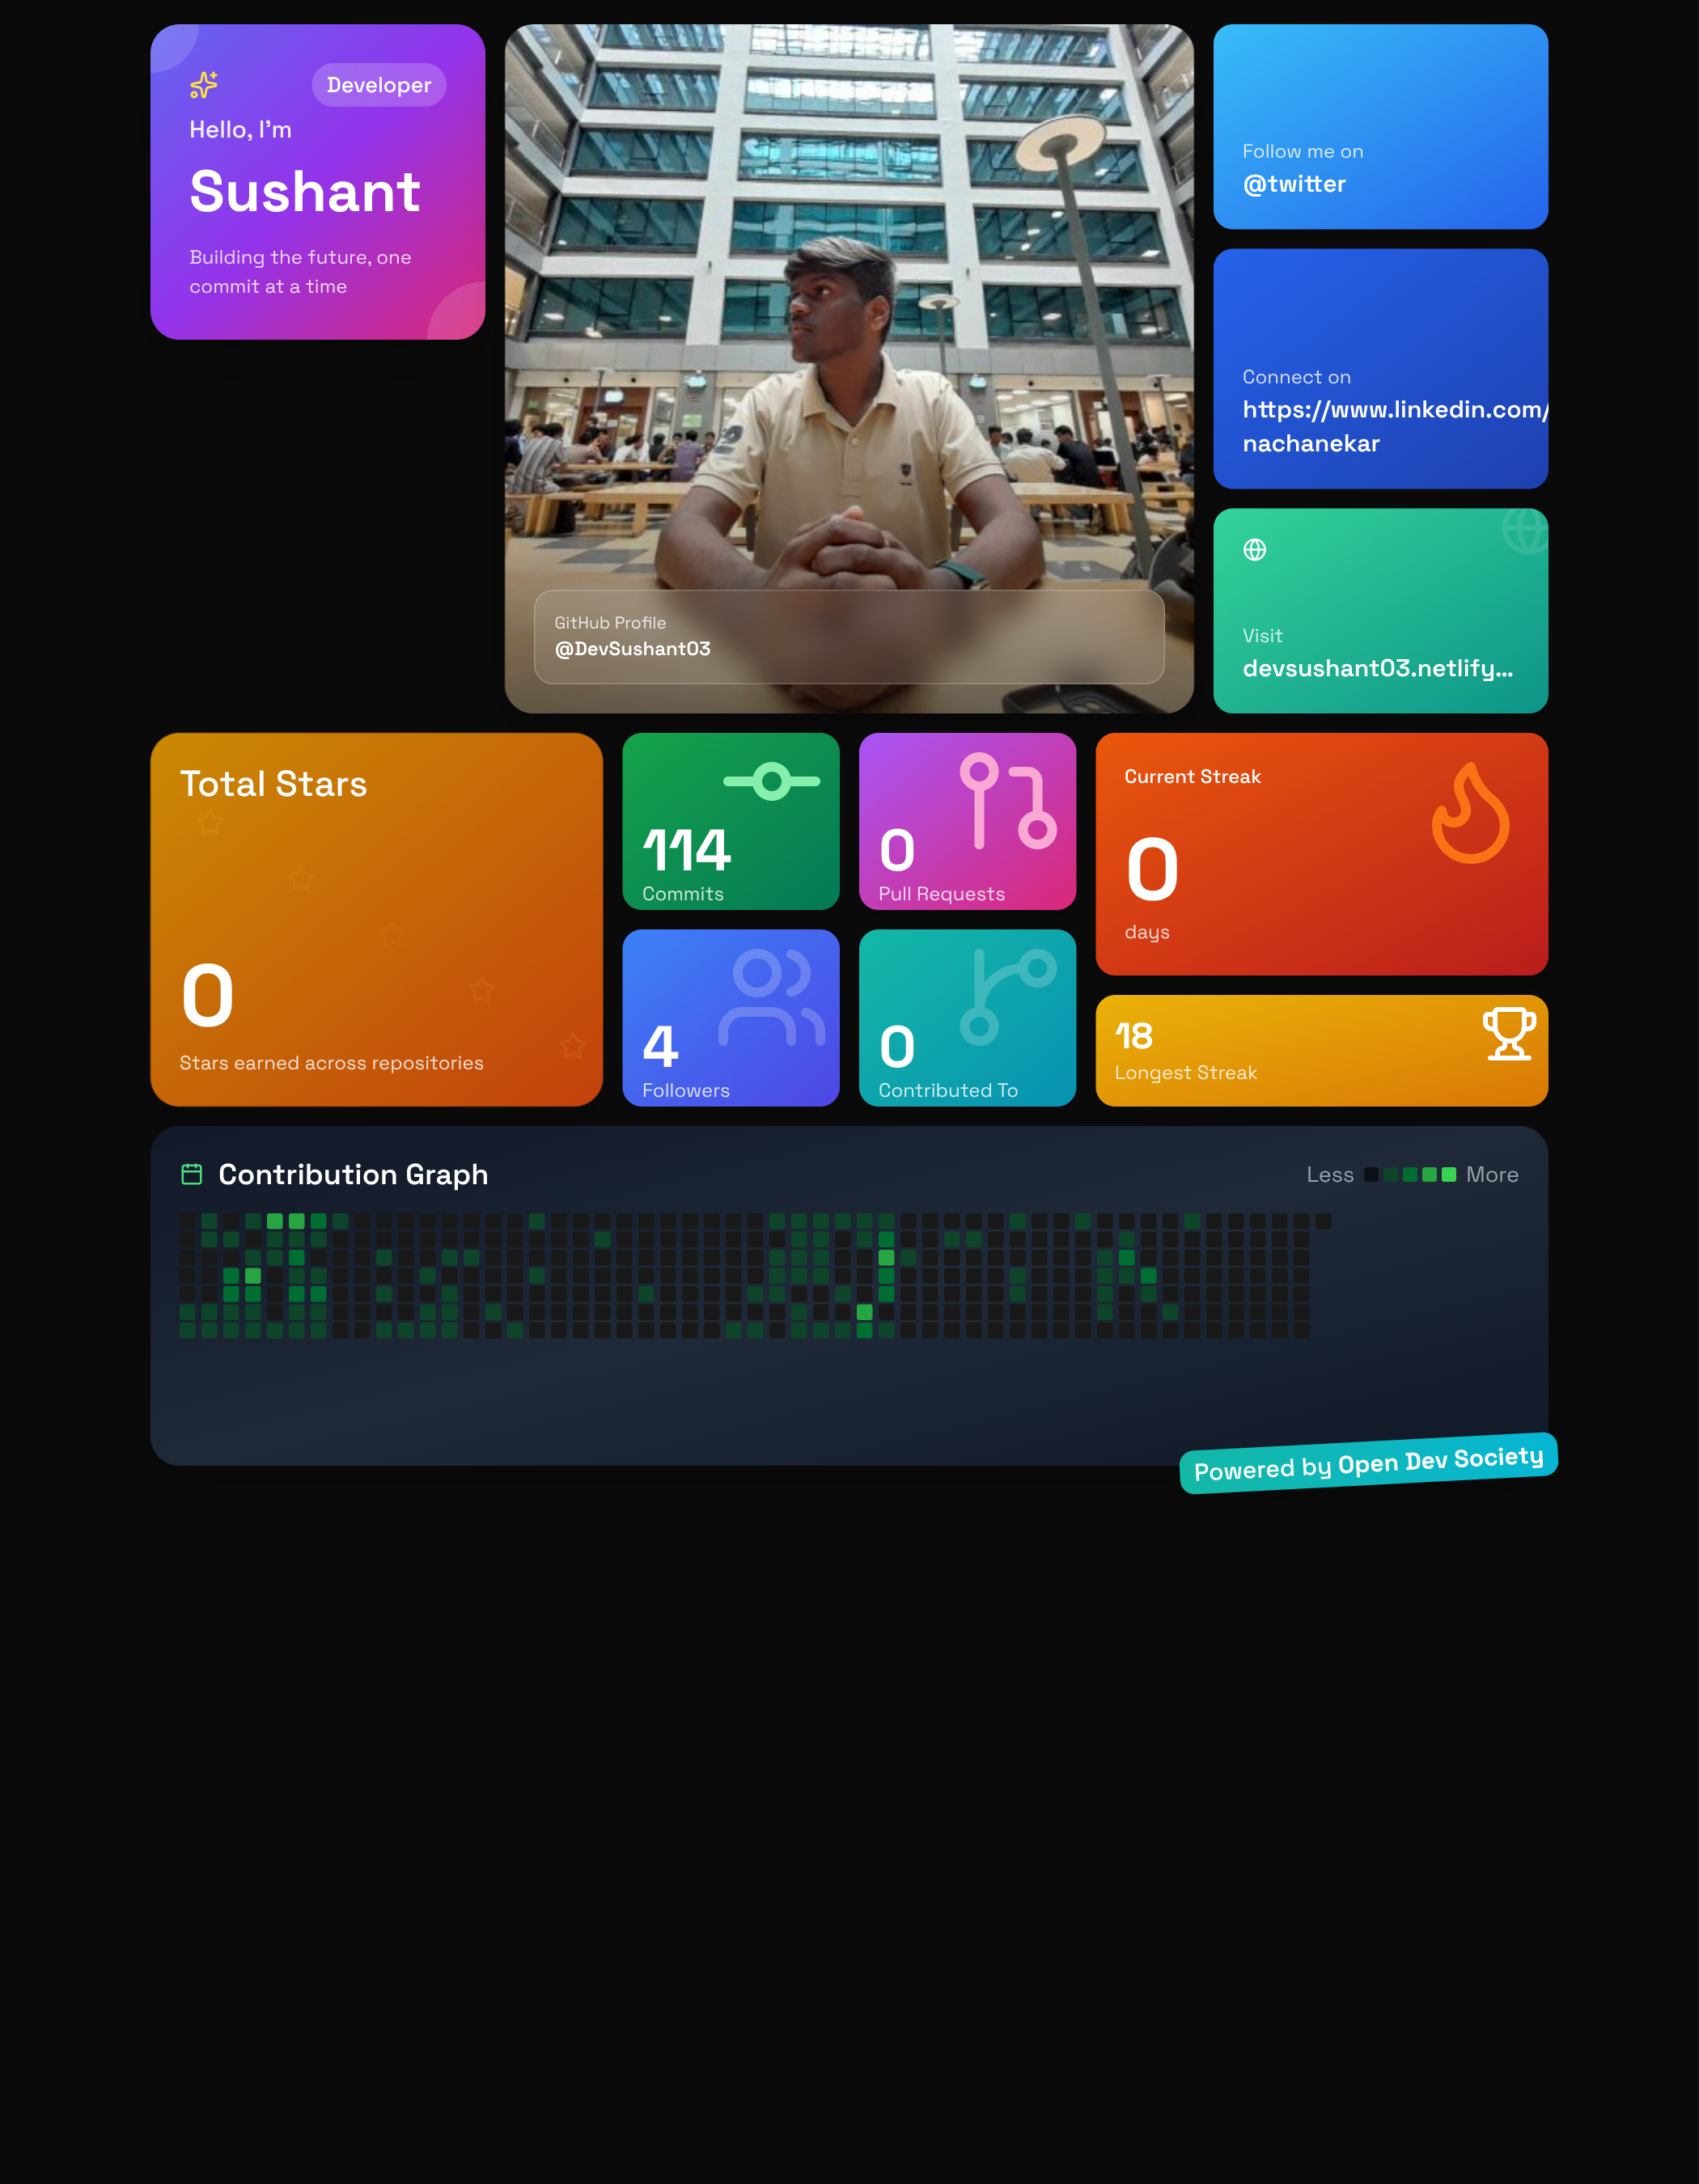 Developer
Hello, I'm
Sushant
Building the future, one
commit at a time
GitHub Profile
@DevSushant03
Follow me on
@twitter
Connect on
https://www.linkedin.com/
nachanekar
Visit
devsushant03.netlify...
Total Stars
0
Stars earned across repositories
114
Commits
0
Pull Requests
4
Followers
0
Contributed To
Current Streak
0
days
18
Longest Streak
Contribution Graph
Less
More
Powered by Open Dev Society